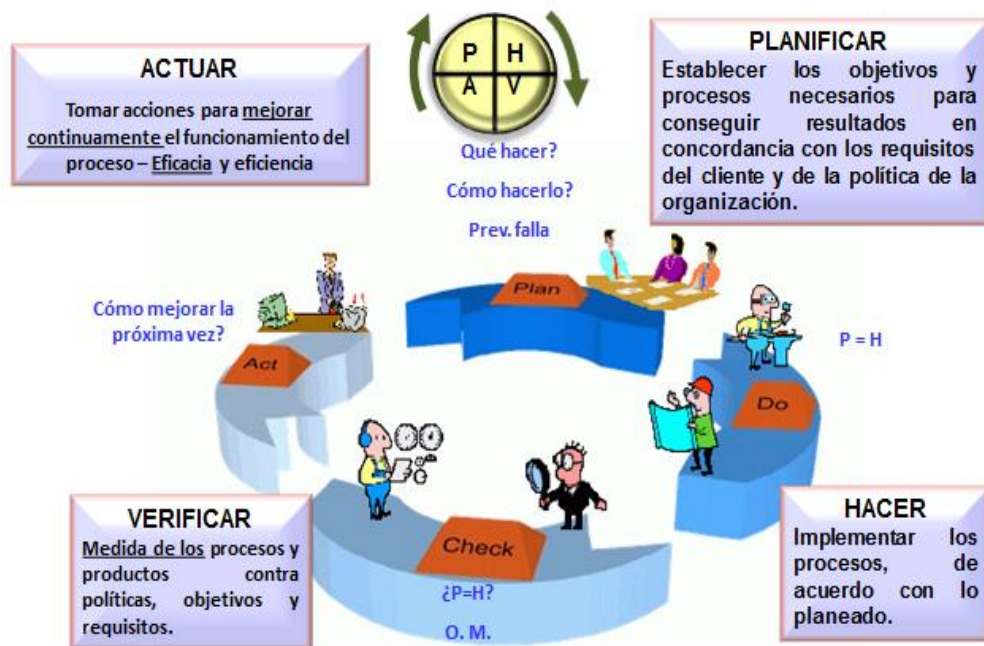 ACTUAR
Tomar acciones para mejorar
continuamente el funcionamiento del
proceso – Eficacia y eficiencia
P H
A V
PLANIFICAR
Establecer los objetivos y
procesos necesarios para
conseguir resultados en
concordancia con los requisitos
del cliente y de la política de la
organización.
Qué hacer?
Cómo hacerlo?
Prev. falla
Plan
Cómo mejorar la
próxima vez?
P = H
Act
Do
VERIFICAR
Medida de los procesos y
productos contra
políticas, objetivos y
requisitos.
Check
¿P=H?
O. M.
HACER
Implementar los
procesos, de
acuerdo con lo
planeado.